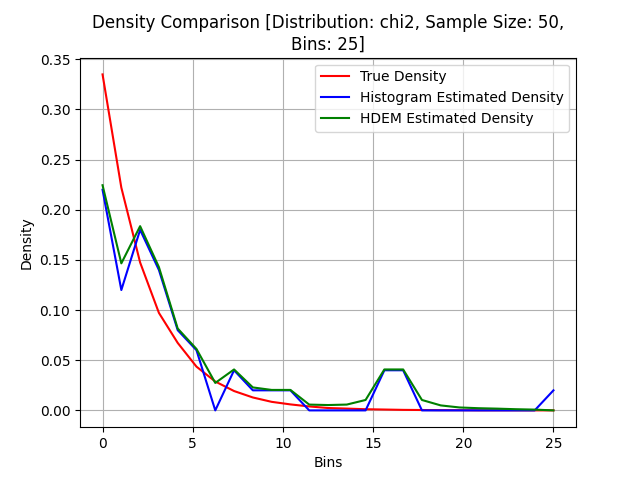 Density Comparison [Distribution: chi2, Sample Size: 50,
Bins: 25]
True Density
Histogram Estimated Density
HDEM Estimated Density
Density
0.35
0.30
0.25
0.20
0.15
0.10
0.05
0.00
0 5 10 15 20 25
Bins